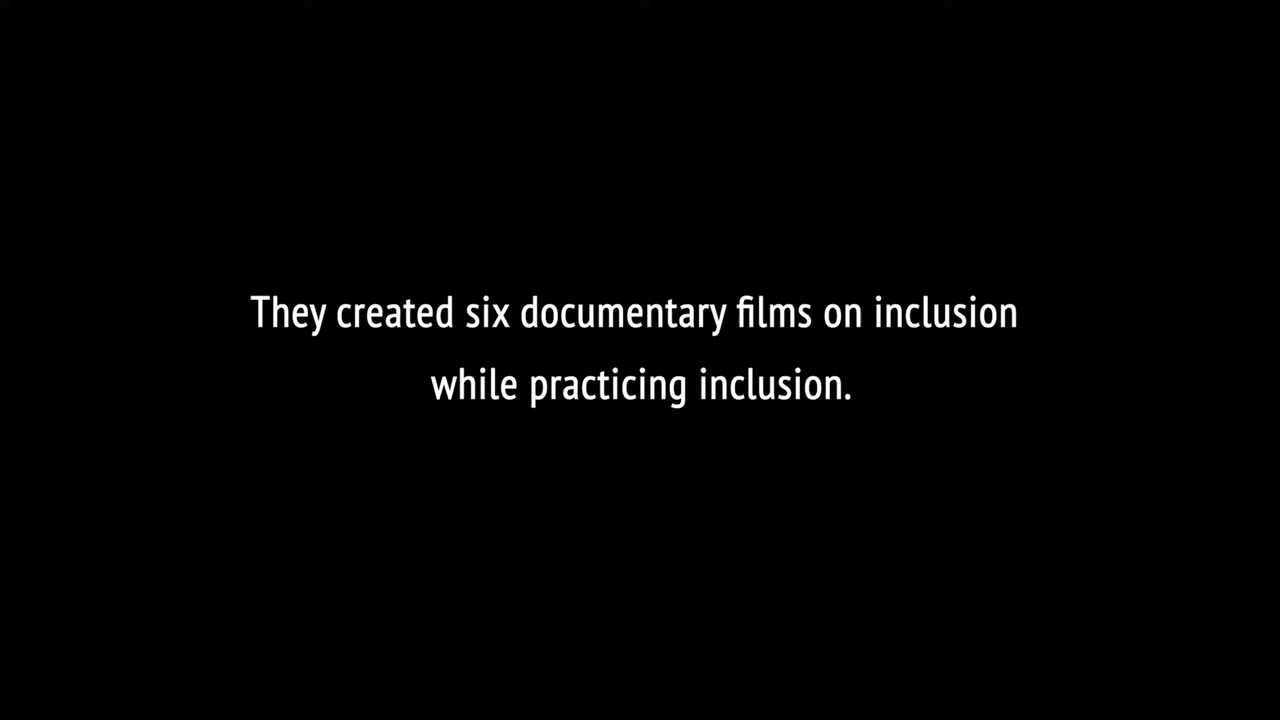 They created six documentary films on inclusion
while practicing inclusion.